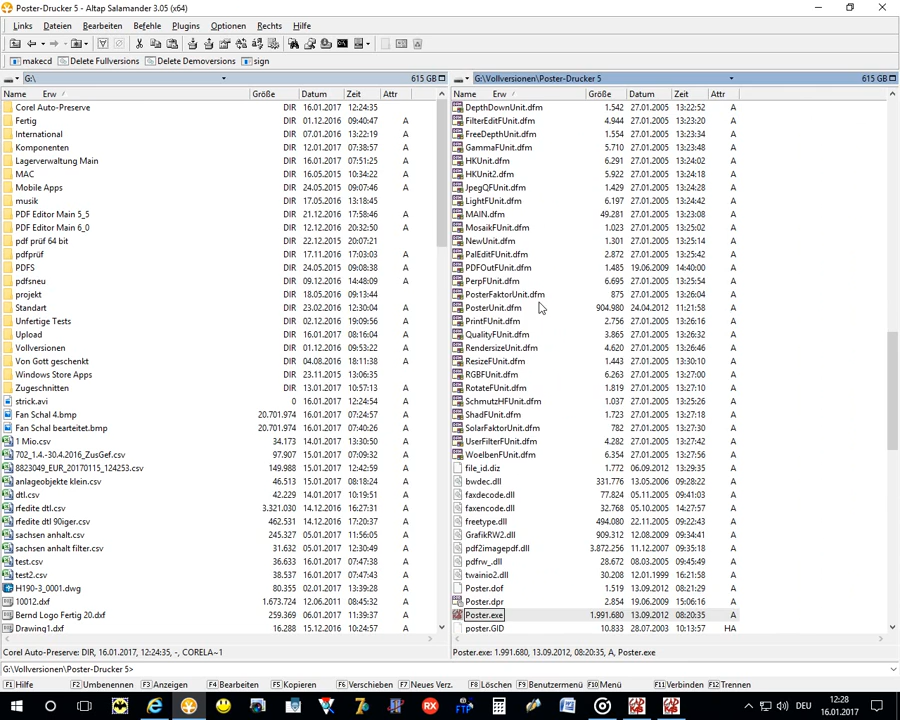 Poster-Drucker 5 - Altap Salamander 3.05 (x64)
Links Dateien Bearbeiten Befehle Plugins Optionen Rechts Hilfe
makecd Delete Fullversions Delete Demoversions sign
G:\ 615 GB G:\Vollversionen\Poster-Drucker 5 615 GB
Name Erw Größe Datum Zeit Attr Name Erw Größe Datum Zeit Attr
Corel Auto-Preserve DIR 16.01.2017 12:24:35 DepthDownUnit.dfm 1.542 27.01.2005 13:22:52 A
Fertig DIR 01.12.2016 09:40:47 A FilterEditFUnit.dfm 4.944 27.01.2005 13:23:20 A
International DIR 07.01.2016 13:22:19 A FreeDepthUnit.dfm 1.554 27.01.2005 13:23:34 A
Komponenten DIR 12.01.2016 07:38:57 A GammaFUnit.dfm 5.710 27.01.2005 13:23:48 A
Lagerverwaltung Main DIR 16.01.2017 07:51:25 A HKUnit.dfm 6.291 27.01.2005 13:24:02 A
MAC DIR 16.05.2016 10:34:22 A HKUnit2.dfm 5.922 27.01.2005 13:24:18 A
Mobile Apps DIR 24.05.2015 09:07:46 A JpegQFUnit.dfm 1.429 27.01.2005 13:24:28 A
musik DIR 17.05.2016 13:18:45 LightFUnit.dfm 6.197 27.01.2005 13:24:42 A
PDF Editor Main 5_5 DIR 21.12.2016 17:58:46 A MAIN.dfm 49.281 27.01.2005 13:23:08 A
PDF Editor Main 6_0 DIR 12.12.2016 20:32:50 A MosaikFUnit.dfm 1.023 27.01.2005 13:25:02 A
pdf prüf 64 bit DIR 22.12.2015 20:07:21 NewUnit.dfm 1.301 27.01.2005 13:25:14 A
pdfprüf DIR 17.11.2016 17:03:03 A PalEditFUnit.dfm 2.872 27.01.2005 13:25:42 A
PDFS DIR 24.05.2015 09:08:38 A PDFOutFUnit.dfm 1.485 19.06.2009 14:40:00 A
pdfsneu DIR 09.12.2016 14:48:09 A PerpFUnit.dfm 6.695 27.01.2005 13:25:54 A
projekt DIR 18.05.2016 09:13:44 PosterFaktorUnit.dfm 875 27.01.2005 13:26:04 A
Standart DIR 23.02.2016 12:30:04 A PosterUnit.dfm 904.980 24.04.2012 11:21:58 A
Unfertige Tests DIR 02.12.2016 19:09:56 A PrintFUnit.dfm 2.756 27.01.2005 13:26:16 A
Upload DIR 16.01.2017 08:16:04 A QualityFUnit.dfm 3.865 27.01.2005 13:26:32 A
Vollversionen DIR 01.12.2016 09:53:22 A RendersizeUnit.dfm 4.620 27.01.2005 13:26:46 A
Von Gott geschenkt DIR 04.08.2016 18:11:38 A ResizeFUnit.dfm 1.443 27.01.2005 13:30:10 A
Windows Store Apps DIR 23.11.2015 13:06:35 RGBFUnit.dfm 6.263 27.01.2005 13:27:00 A
Zugeschnitten DIR 13.01.2017 10:57:13 A RotateFUnit.dfm 1.819 27.01.2005 13:27:10 A
strick.avi 0 16.01.2017 12:24:54 A SchmutzHFUnit.dfm 1.037 27.01.2005 13:25:26 A
Fan Schal 4.bmp 20.701.974 16.01.2017 07:24:57 A ShadFUnit.dfm 1.723 27.01.2005 13:27:18 A
Fan Schal bearteitet.bmp 20.701.974 16.01.2017 07:40:26 A SolarFaktorUnit.dfm 782 27.01.2005 13:27:30 A
1 Mio.csv 34.173 14.01.2017 13:30:50 A UserFilterFUnit.dfm 4.282 27.01.2005 13:27:42 A
702_1.4.-30.4.2016_ZusGef.csv 97.907 15.01.2017 07:09:32 A WoelbenFUnit.dfm 6.354 27.01.2005 13:27:56 A
8823049_EUR_20170115_124253.csv 149.988 15.01.2017 12:42:59 A file_id.diz 1.772 06.09.2012 13:29:35 A
anlageobjekte klein.csv 46.513 15.01.2017 08:18:24 A bwdec.dll 331.776 13.05.2006 09:28:22 A
dtl.csv 42.229 14.12.2016 10:19:51 A faxdecode.dll 77.824 05.11.2005 09:41:03 A
rfedite dtl.csv 3.321.030 14.12.2016 16:27:31 A faxencode.dll 32.768 05.10.2005 14:27:57 A
rfedite dtl 90iger.csv 462.531 14.12.2016 17:20:37 A freetype.dll 494.080 22.11.2005 09:22:43 A
sachsen anhalt.csv 245.327 05.01.2017 11:56:05 A GrafikRW2.dll 909.312 12.08.2009 09:34:41 A
sachsen anhalt filter.csv 31.632 05.01.2017 12:30:49 A pdf2imagepdf.dll 3.872.256 11.12.2007 09:35:18 A
test.csv 36.633 15.01.2017 07:47:38 A pdfrw_.dll 28.672 08.03.2005 09:45:49 A
test2.csv 38.537 15.01.2017 07:47:43 A twainio2.dll 30.208 12.01.1999 16:21:58 A
H190-3_0001.dwg 80.355 02.01.2017 13:39:28 A Poster.dof 1.519 13.09.2012 08:21:29 A
10012.dxf 1.673.724 12.06.2011 08:45:32 A Poster.dpr 2.854 19.06.2009 15:06:16 A
Bernd Logo Fertig 20.dxf 259.369 06.01.2017 11:39:37 A Poster.exe 1.991.680 13.09.2012 08:20:35 A
Drawing1.dxf 16.288 15.12.2016 10:24:57 A poster.GID 10.833 28.07.2003 10:13:57 HA
Corel Auto-Preserve: DIR, 16.01.2017, 12:24:35, -, CORELA~1 Poster.exe: 1.991.680, 13.09.2012, 08:20:35, A, Poster.exe
G:\Vollversionen\Poster-Drucker 5>
F1 Hilfe F2 Umbenennen F3 Anzeigen F4 Bearbeiten F5 Kopieren F6 Verschieben F7 Neues Verz. F8 Löschen F9 Benutzermenü F10 Menü F11 Verbinden F12 Trennen
DEU 12:28
16.01.2017